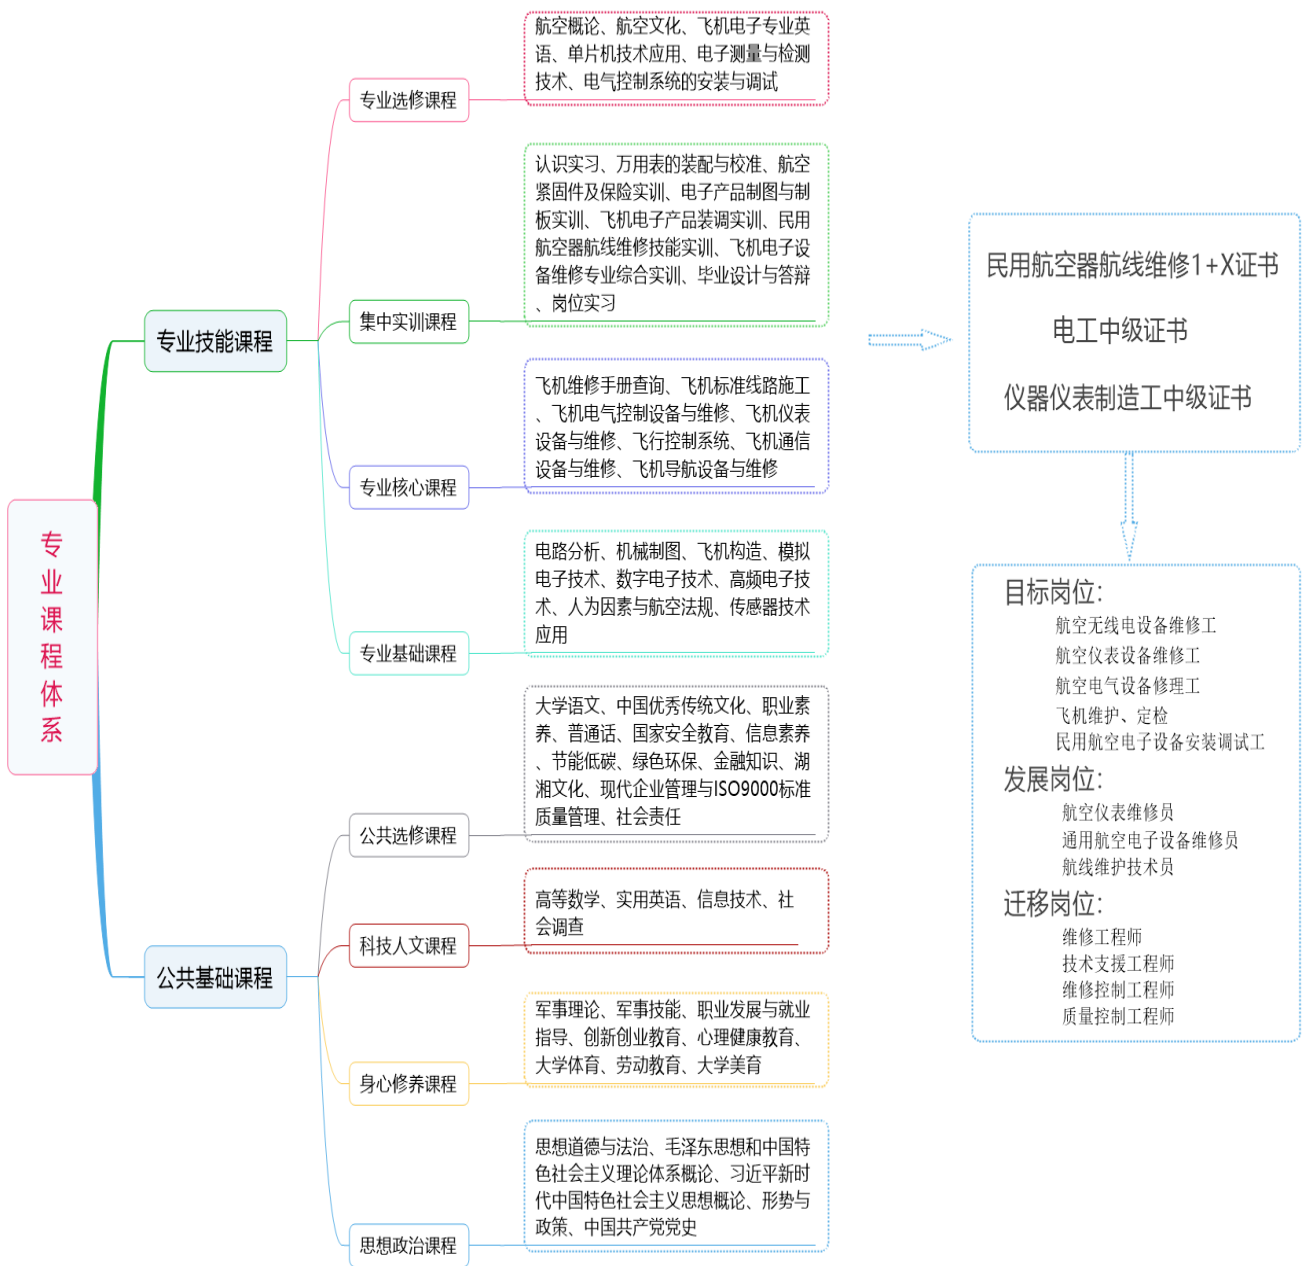 专
业
课
程
体
系
专业技能课程
专业选修课程
航空概论、航空文化、飞机电子专业英
语、单片机技术应用、电子测量与检测
技术、电气控制系统的安装与调试
集中实训课程
认识实习、万用表的装配与校准、航空
紧固件及保险实训、电子产品制图与制
板实训、飞机电子产品装调实训、民用
航空器航线维修技能实训、飞机电子设
备维修专业综合实训、毕业设计与答辩
、岗位实习
专业核心课程
飞机维修手册查询、飞机标准线路施工
、飞机电气控制设备与维修、飞机仪表
设备与维修、飞行控制系统、飞机通信
设备与维修、飞机导航设备与维修
专业基础课程
电路分析、机械制图、飞机构造、模拟
电子技术、数字电子技术、高频电子技
术、人为因素与航空法规、传感器技术
应用
公共基础课程
公共选修课程
大学语文、中国优秀传统文化、职业素
养、普通话、国家安全教育、信息素养
、节能低碳、绿色环保、金融知识、湖
湘文化、现代企业管理与ISO9000标准
质量管理、社会责任
科技人文课程
高等数学、实用英语、信息技术、社
会调查
身心修养课程
军事理论、军事技能、职业发展与就业
指导、创新创业教育、心理健康教育、
大学体育、劳动教育、大学美育
思想政治课程
思想道德与法治、毛泽东思想和中国特
色社会主义理论体系概论、习近平新时
代中国特色社会主义思想概论、形势与
政策、中国共产党党史
民用航空器航线维修1+X证书
电工中级证书
仪器仪表制造工中级证书
目标岗位：
航空无线电设备维修工
航空仪表设备维修工
航空电气设备修理工
飞机维护、定检
民用航空电子设备安装调试工
发展岗位：
航空仪表维修员
通用航空电子设备维修员
航线维护技术员
迁移岗位：
维修工程师
技术支援工程师
维修控制工程师
质量控制工程师